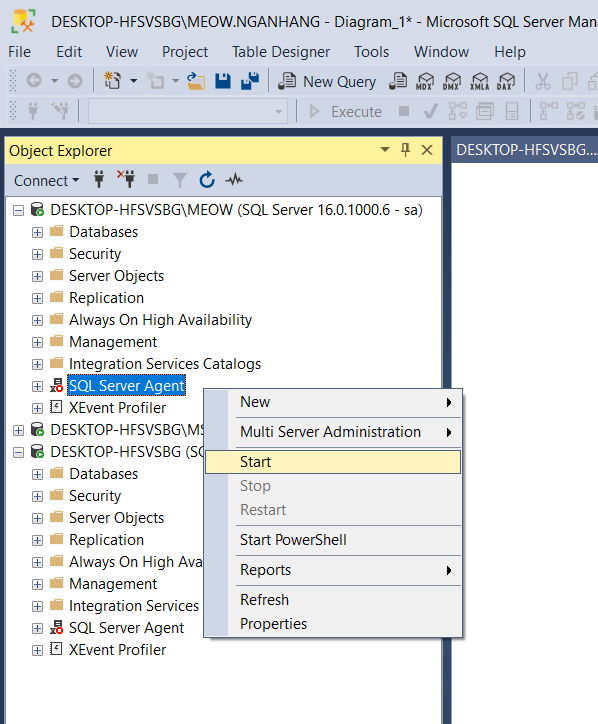 DESKTOP-HFSVSBG\MEOW.NGANHANG - Diagram_1* - Microsoft SQL Server Mana
File Edit View Project Table Designer Tools Window Help
New Query MDX DMX XMLA DAX
Execute
Object Explorer
DESKTOP-HFSVSBG...
Connect
DESKTOP-HFSVSBG\MEOW (SQL Server 16.0.1000.6 - sa)
Databases
Security
Server Objects
Replication
Always On High Availability
Management
Integration Services Catalogs
SQL Server Agent
XEvent Profiler
DESKTOP-HFSVSBG\MS
DESKTOP-HFSVSBG (SQ
Databases
Security
Server Objects
Replication
Always On High Ava
Management
Integration Services
SQL Server Agent
XEvent Profiler
New
Multi Server Administration
Start
Stop
Restart
Start PowerShell
Reports
Refresh
Properties